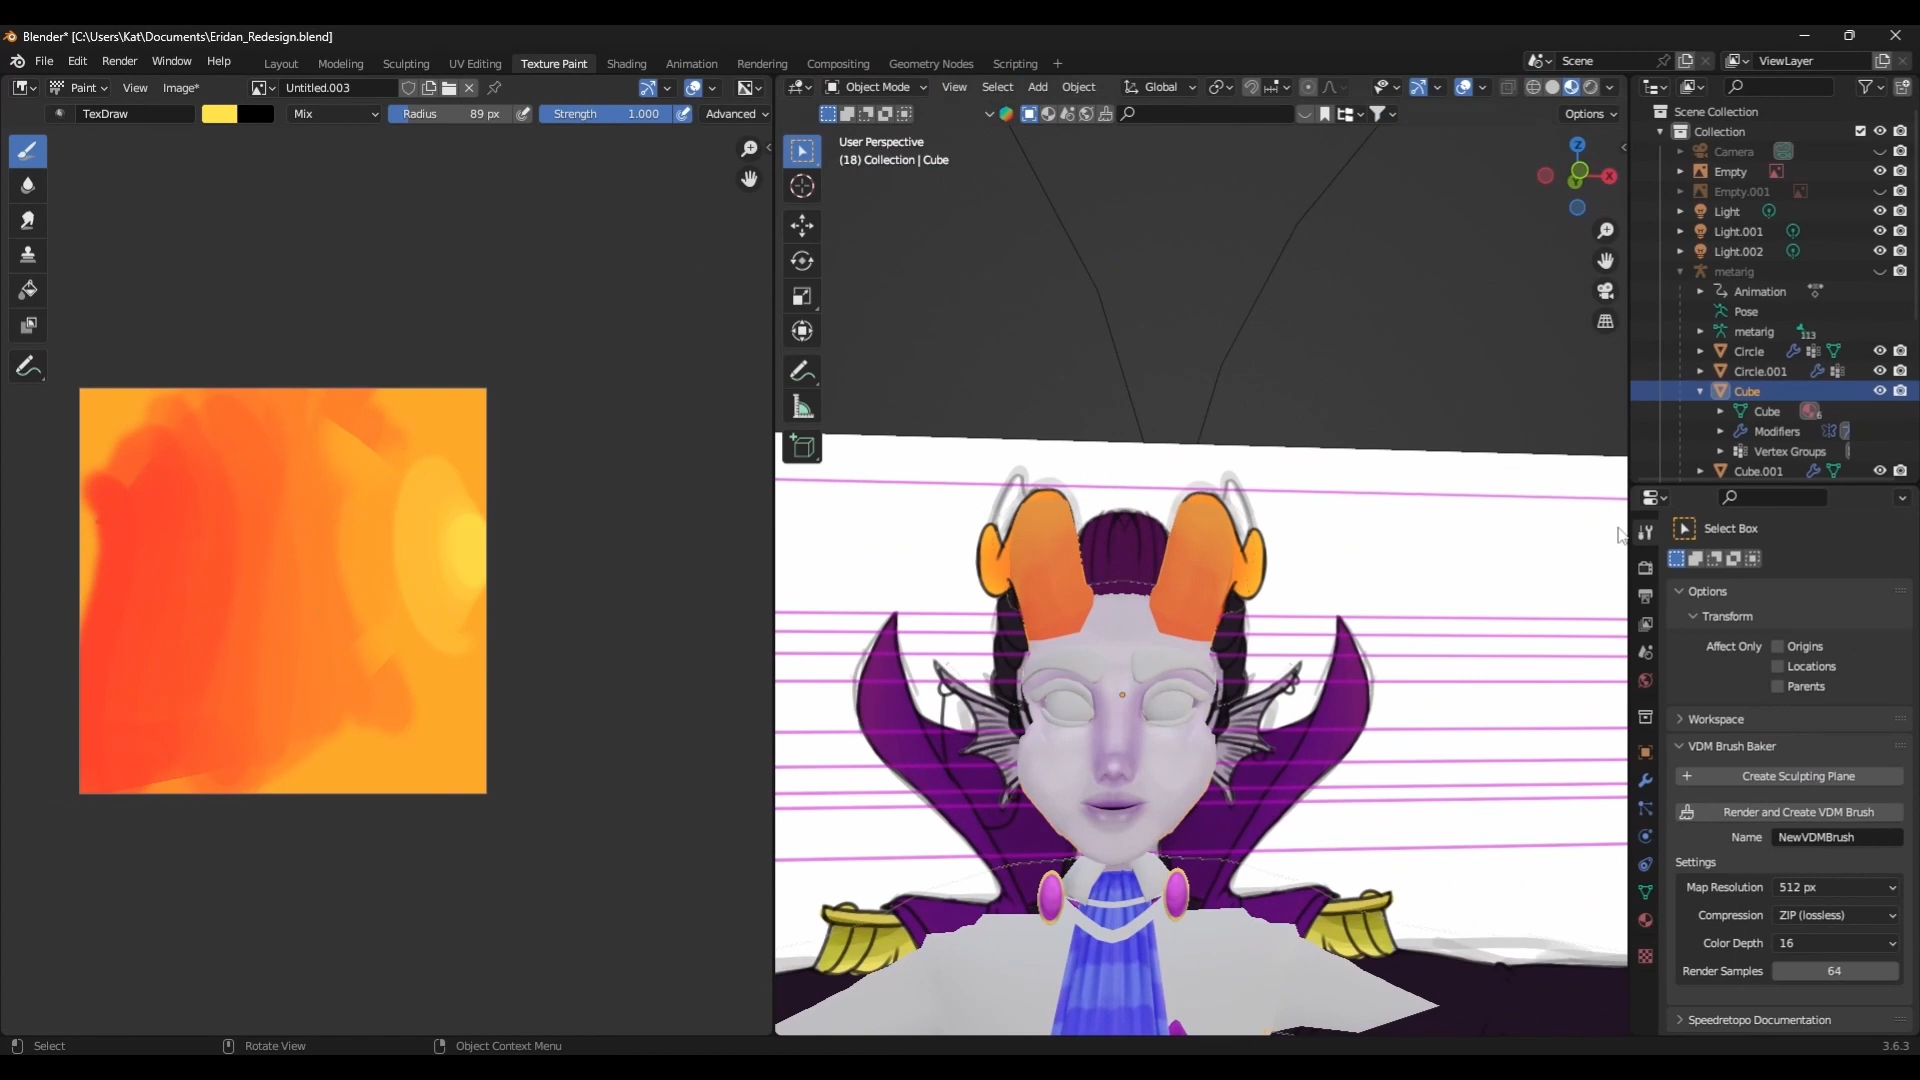 Blender* [C:\Users\Kat\Documents\Eridan_Redesign.blend]
File Edit Render Window Help
Layout Modeling Sculpting UV Editing Texture Paint Shading Animation Rendering Compositing Geometry Nodes Scripting +
Scene
ViewLayer
Paint View Image*
Untitled.003
Object Mode View Select Add Object
Global
TexDraw
Mix
Radius 89 px
Strength 1.000
Advanced
Options
User Perspective
(18) Collection | Cube
Z
X
Y
Scene Collection
Collection
Camera
Empty
Empty.001
Light
Light.001
Light.002
metarig
Animation
Pose
metarig
113
Circle
Circle.001
Cube
Cube
6
Modifiers
Vertex Groups
Cube.001
Select Box
Options
Transform
Affect Only Origins
Locations
Parents
Workspace
VDM Brush Baker
Create Sculpting Plane
Render and Create VDM Brush
Name NewVDMBrush
Settings
Map Resolution 512 px
Compression ZIP (lossless)
Color Depth 16
Render Samples 64
Speedretopo Documentation
Select
Rotate View
Object Context Menu
3.6.3